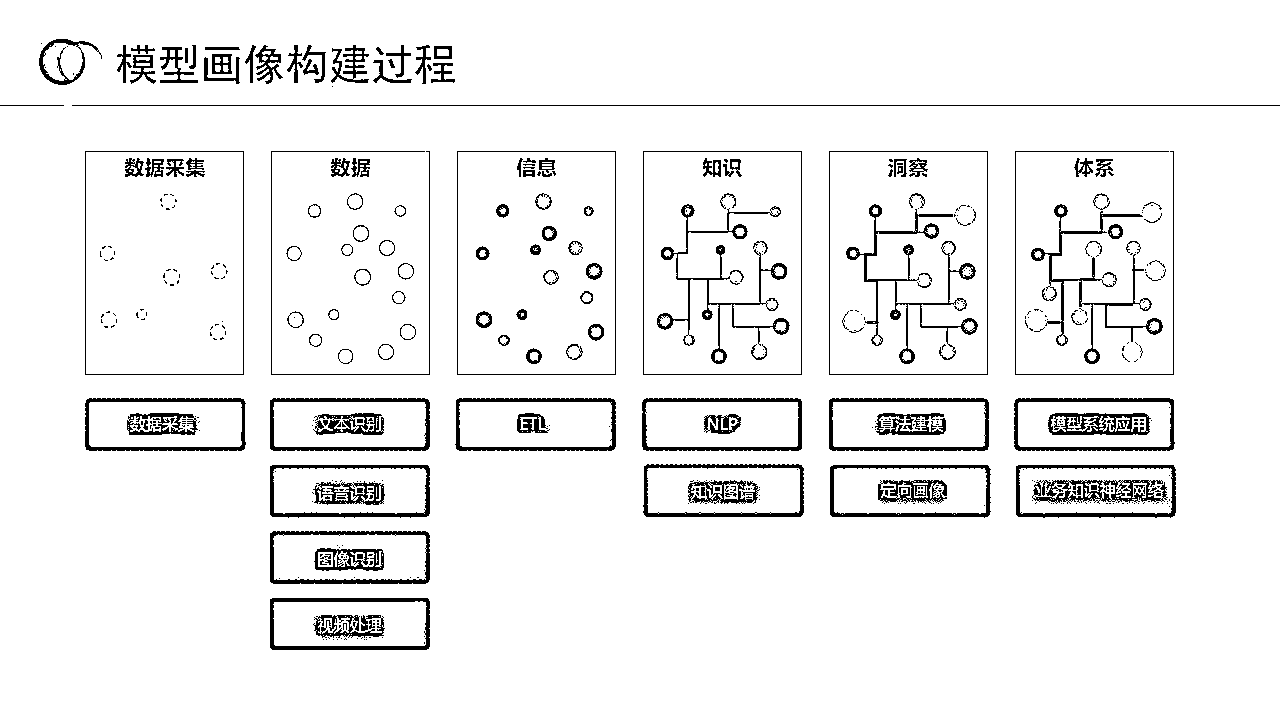 模型画像构建过程
数据采集
数据
信息
知识
洞察
体系
数据采集
文本识别
ETL
NLP
算法建模
模型系统应用
语音识别
知识图谱
定向画像
业务知识神经网络
图像识别
视频处理